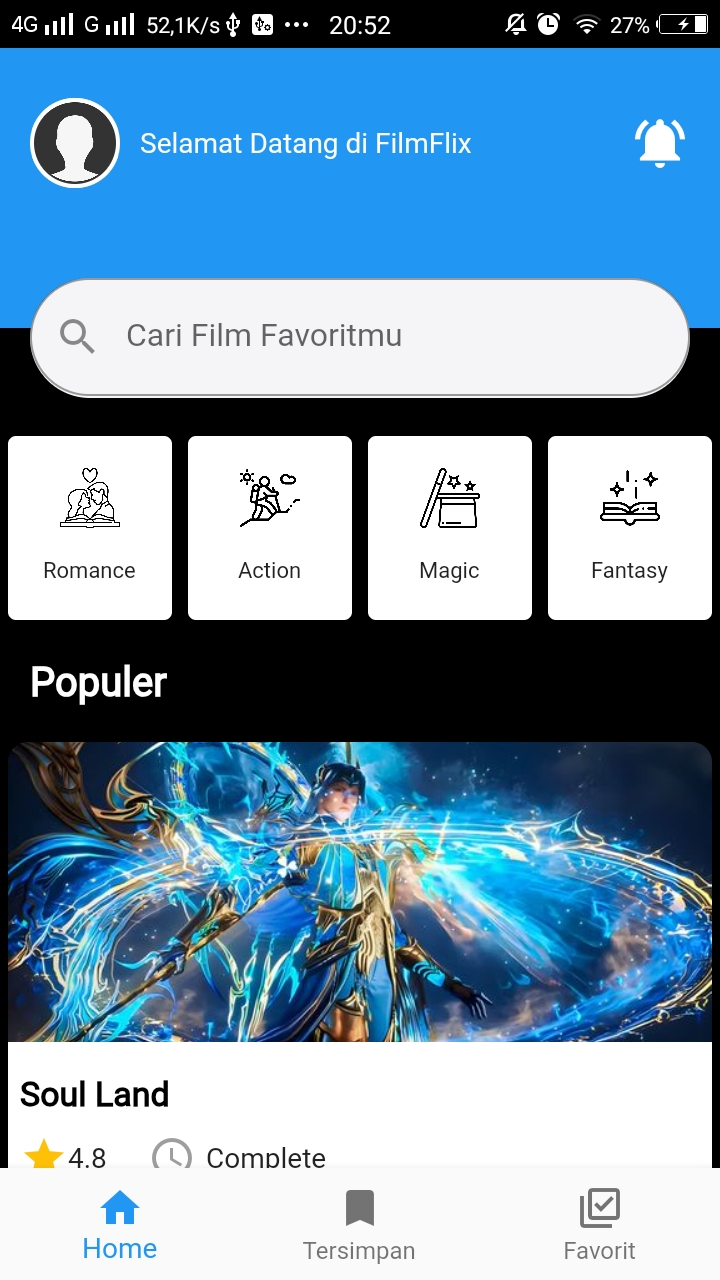 4G G 52,1K/s 20:52 27%
Selamat Datang di FilmFlix
Cari Film Favoritmu
Romance Action Magic Fantasy
Populer
Soul Land
4.8 Complete
Home Tersimpan Favorit